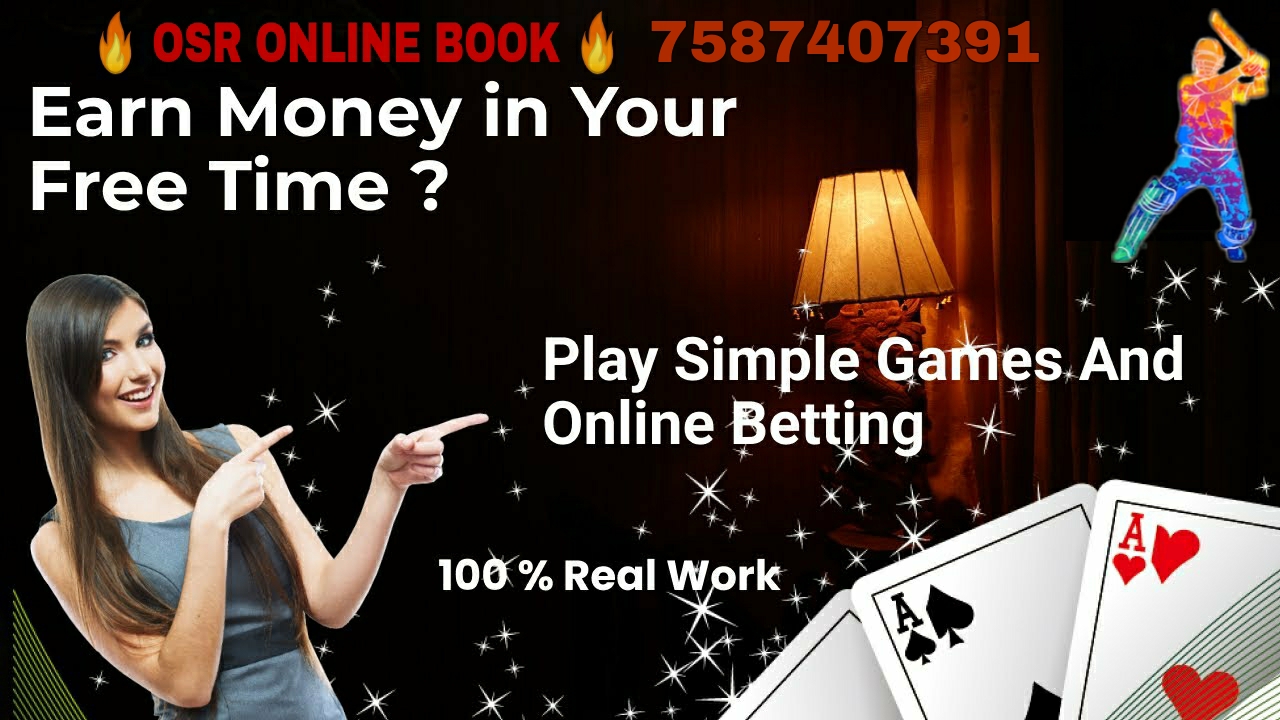 🔥 OSR ONLINE BOOK 🔥 7587407391
Earn Money in Your
Free Time ?
Play Simple Games And
Online Betting
100 % Real Work
A
A